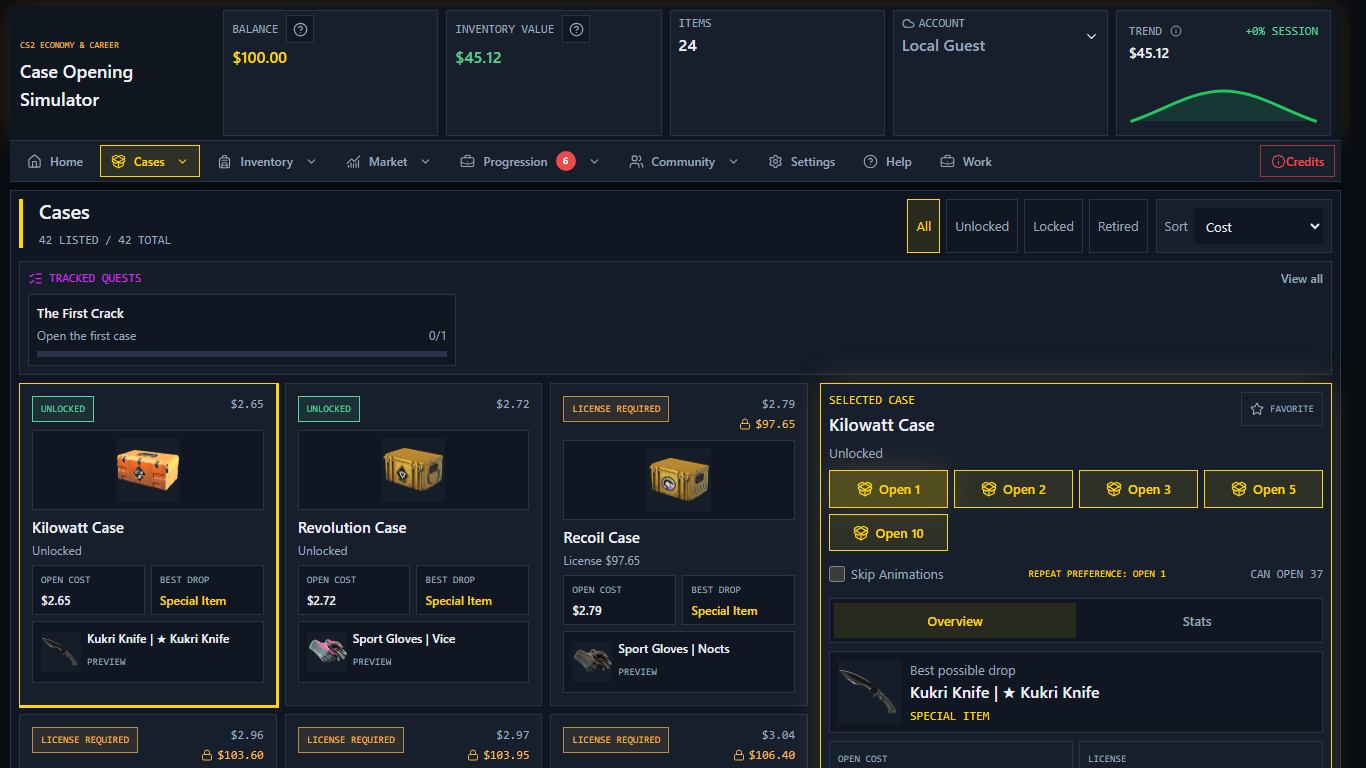 CS2 ECONOMY & CAREER
Case Opening
Simulator
BALANCE
$100.00
INVENTORY VALUE
$45.12
ITEMS
24
ACCOUNT
Local Guest
TREND
+0% SESSION
$45.12
Home
Cases
Inventory
Market
Progression 6
Community
Settings
Help
Work
Credits
Cases
42 LISTED / 42 TOTAL
All
Unlocked
Locked
Retired
Sort Cost
TRACKED QUESTS
View all
The First Crack
Open the first case 0/1
UNLOCKED $2.65
Kilowatt Case
Unlocked
OPEN COST
$2.65
BEST DROP
Special Item
Kukri Knife | ★ Kukri Knife
PREVIEW
UNLOCKED $2.72
Revolution Case
Unlocked
OPEN COST
$2.72
BEST DROP
Special Item
Sport Gloves | Vice
PREVIEW
LICENSE REQUIRED $2.79
$97.65
Recoil Case
License $97.65
OPEN COST
$2.79
BEST DROP
Special Item
Sport Gloves | Nocts
PREVIEW
LICENSE REQUIRED $2.96
$103.60
LICENSE REQUIRED $2.97
$103.95
LICENSE REQUIRED $3.04
$106.40
SELECTED CASE
FAVORITE
Kilowatt Case
Unlocked
Open 1
Open 2
Open 3
Open 5
Open 10
Skip Animations
REPEAT PREFERENCE: OPEN 1
CAN OPEN 37
Overview
Stats
Best possible drop
Kukri Knife | ★ Kukri Knife
SPECIAL ITEM
OPEN COST
LICENSE